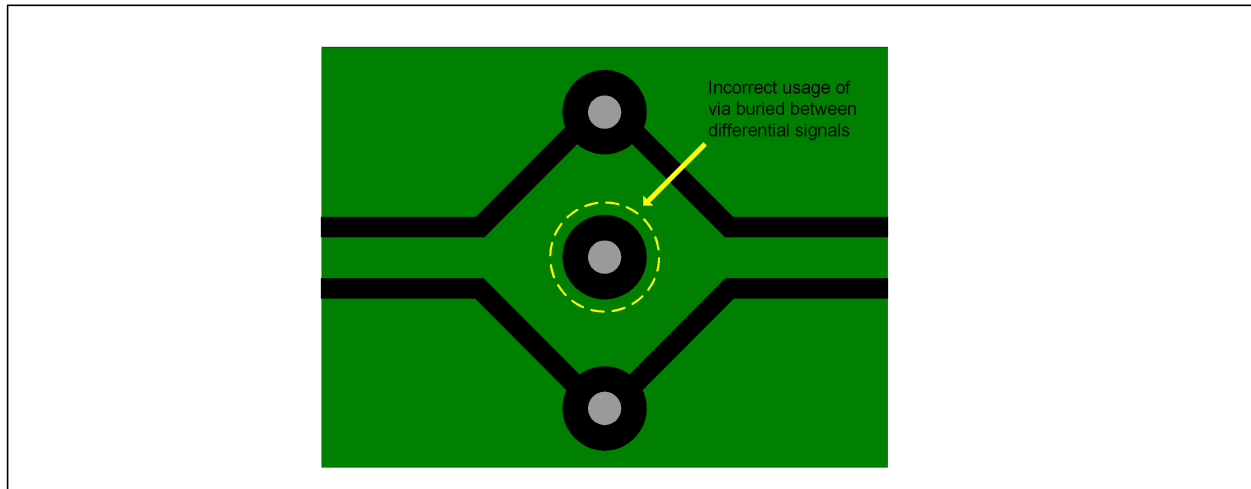 Incorrect usage of
via buried between
differential signals